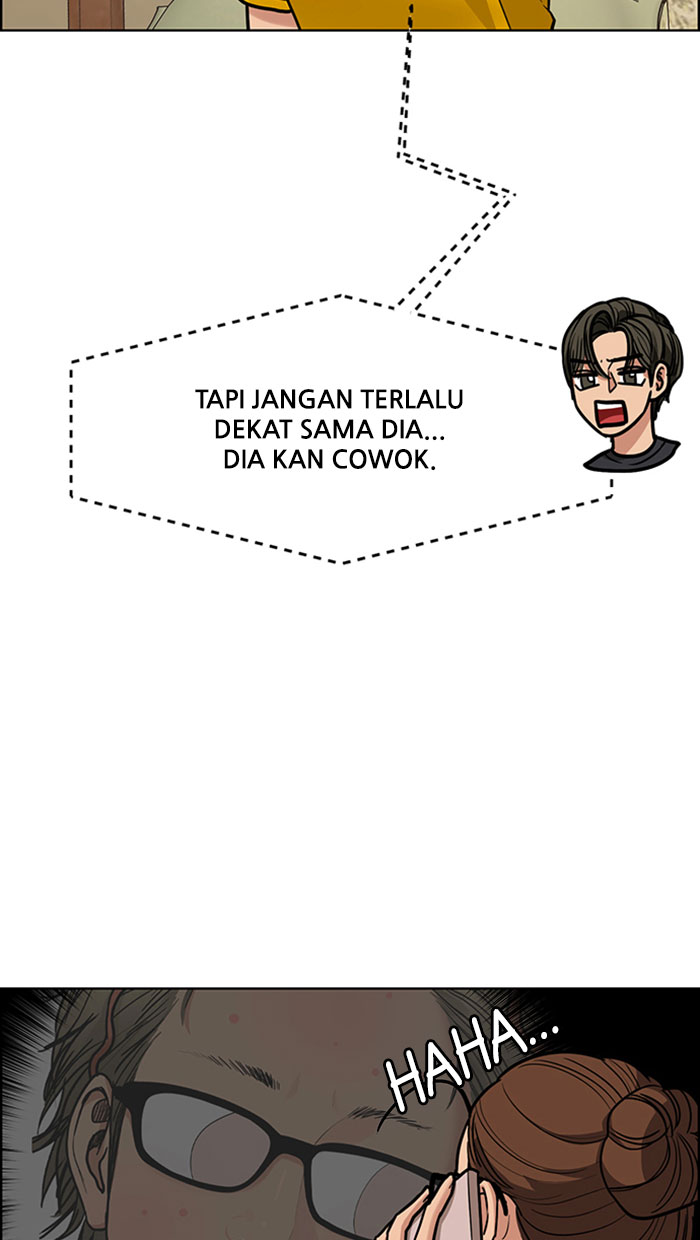 TAPI JANGAN TERLALU
DEKAT SAMA DIA...
DIA KAN COWOK.
HAHA...